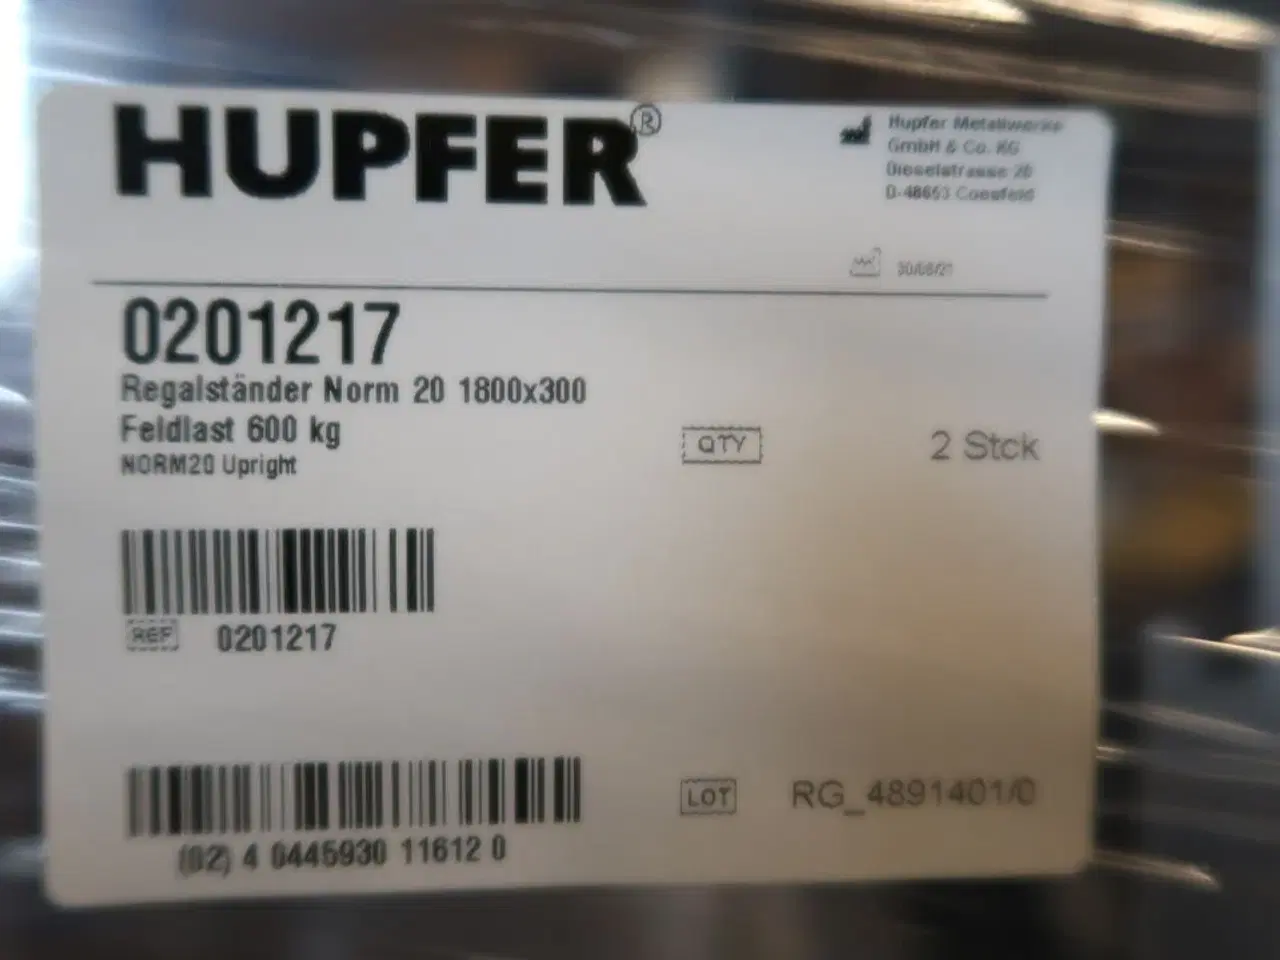 HUPFER®
Hupfer Metallwerke
GmbH & Co. KG
Dieselstrasse 20
D-48653 Coesfeld
30/08/21
0201217
Regalständer Norm 20 1800x300
Feldlast 600 kg
NORM20 Upright
QTY 2 Stck
REF 0201217
LOT RG_4891401/0
(02) 4 0445930 11612 0